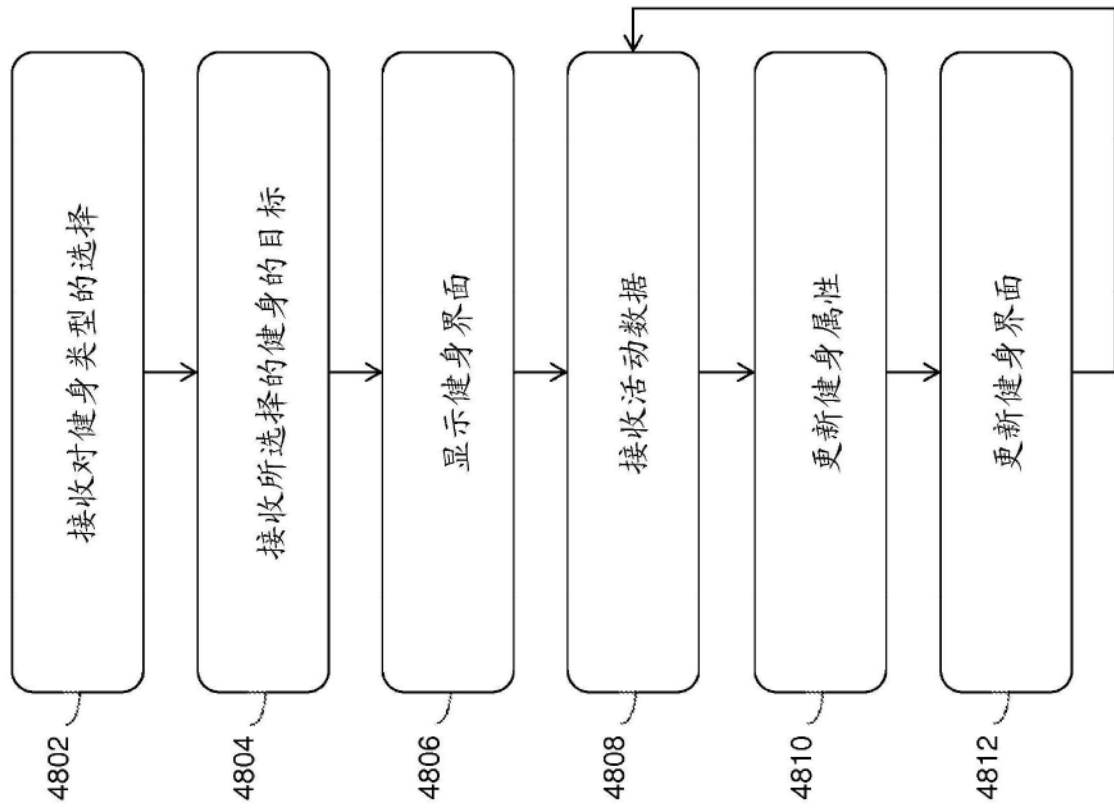 4802
接收对健身类型的选择
4804
接收所选择的健身的目标
4806
显示健身界面
4808
接收活动数据
4810
更新健身属性
4812
更新健身界面